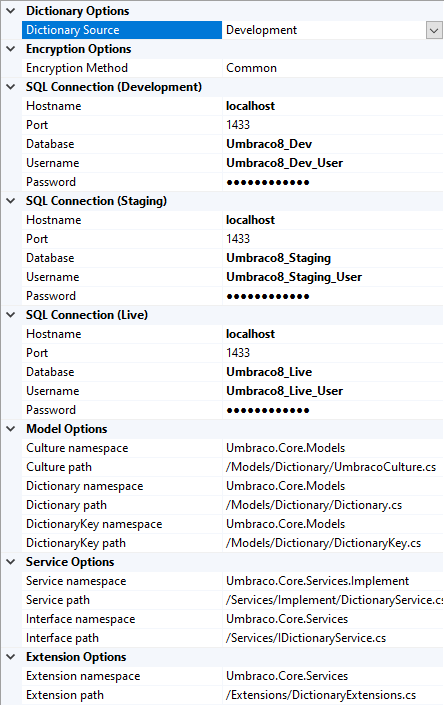 Dictionary Options
Dictionary Source Development
Encryption Options
Encryption Method Common
SQL Connection (Development)
Hostname localhost
Port 1433
Database Umbraco8_Dev
Username Umbraco8_Dev_User
Password ●●●●●●●●●●●●
SQL Connection (Staging)
Hostname localhost
Port 1433
Database Umbraco8_Staging
Username Umbraco8_Staging_User
Password ●●●●●●●●●●●●
SQL Connection (Live)
Hostname localhost
Port 1433
Database Umbraco8_Live
Username Umbraco8_Live_User
Password ●●●●●●●●●●●●
Model Options
Culture namespace Umbraco.Core.Models
Culture path /Models/Dictionary/UmbracoCulture.cs
Dictionary namespace Umbraco.Core.Models
Dictionary path /Models/Dictionary/Dictionary.cs
DictionaryKey namespace Umbraco.Core.Models
DictionaryKey path /Models/Dictionary/DictionaryKey.cs
Service Options
Service namespace Umbraco.Core.Services.Implement
Service path /Services/Implement/DictionaryService.cs
Interface namespace Umbraco.Core.Services
Interface path /Services/IDictionaryService.cs
Extension Options
Extension namespace Umbraco.Core.Services
Extension path /Extensions/DictionaryExtensions.cs